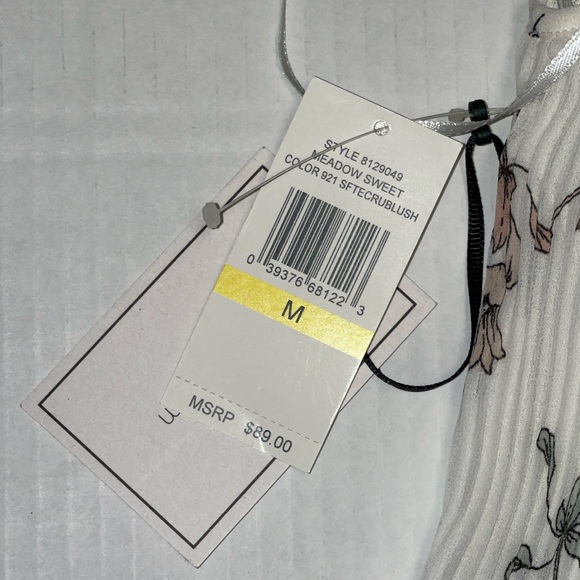 STYLE 8129049
MEADOW SWEET
COLOR 921 SFTECRUBLUSH
0 39376 68122 3
M
MSRP $89.00